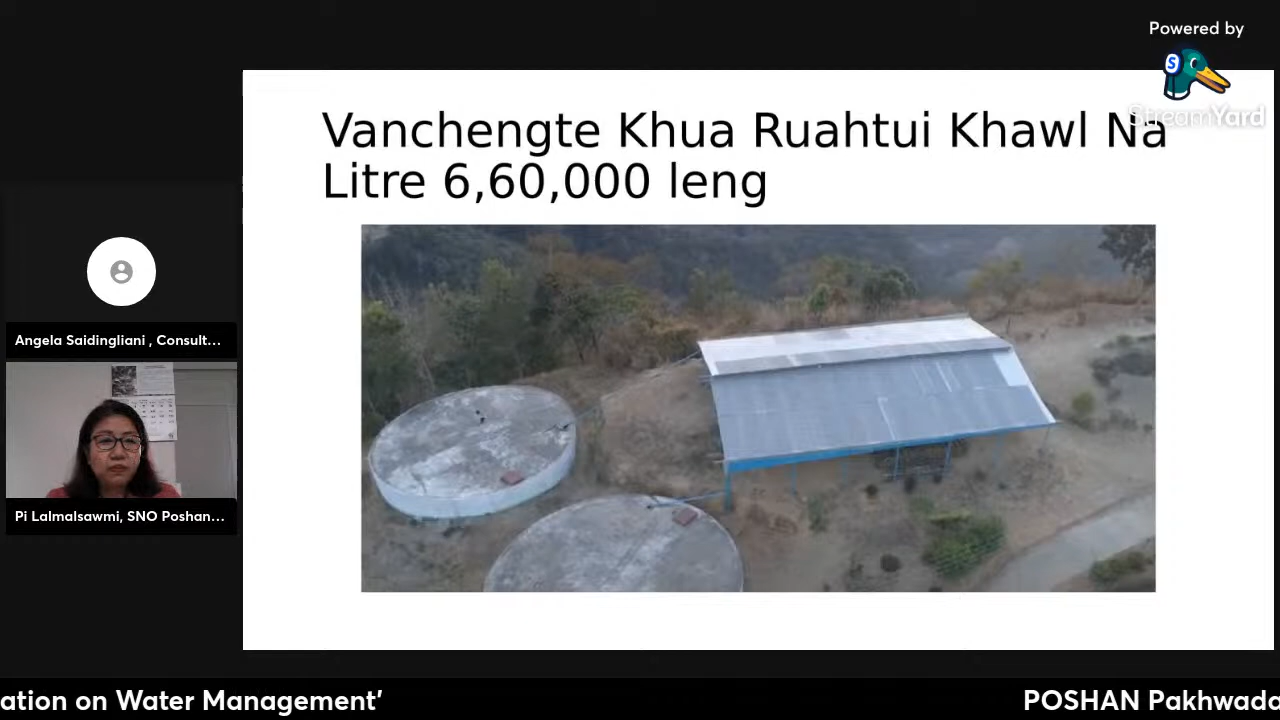 Powered by
StreamYard
Vanchengte Khua Ruahtui Khawl Na
Litre 6,60,000 leng
Angela Saidingliani , Consult...
Pi Lalmalsawmi, SNO Poshan...
ation on Water Management' POSHAN Pakhwada